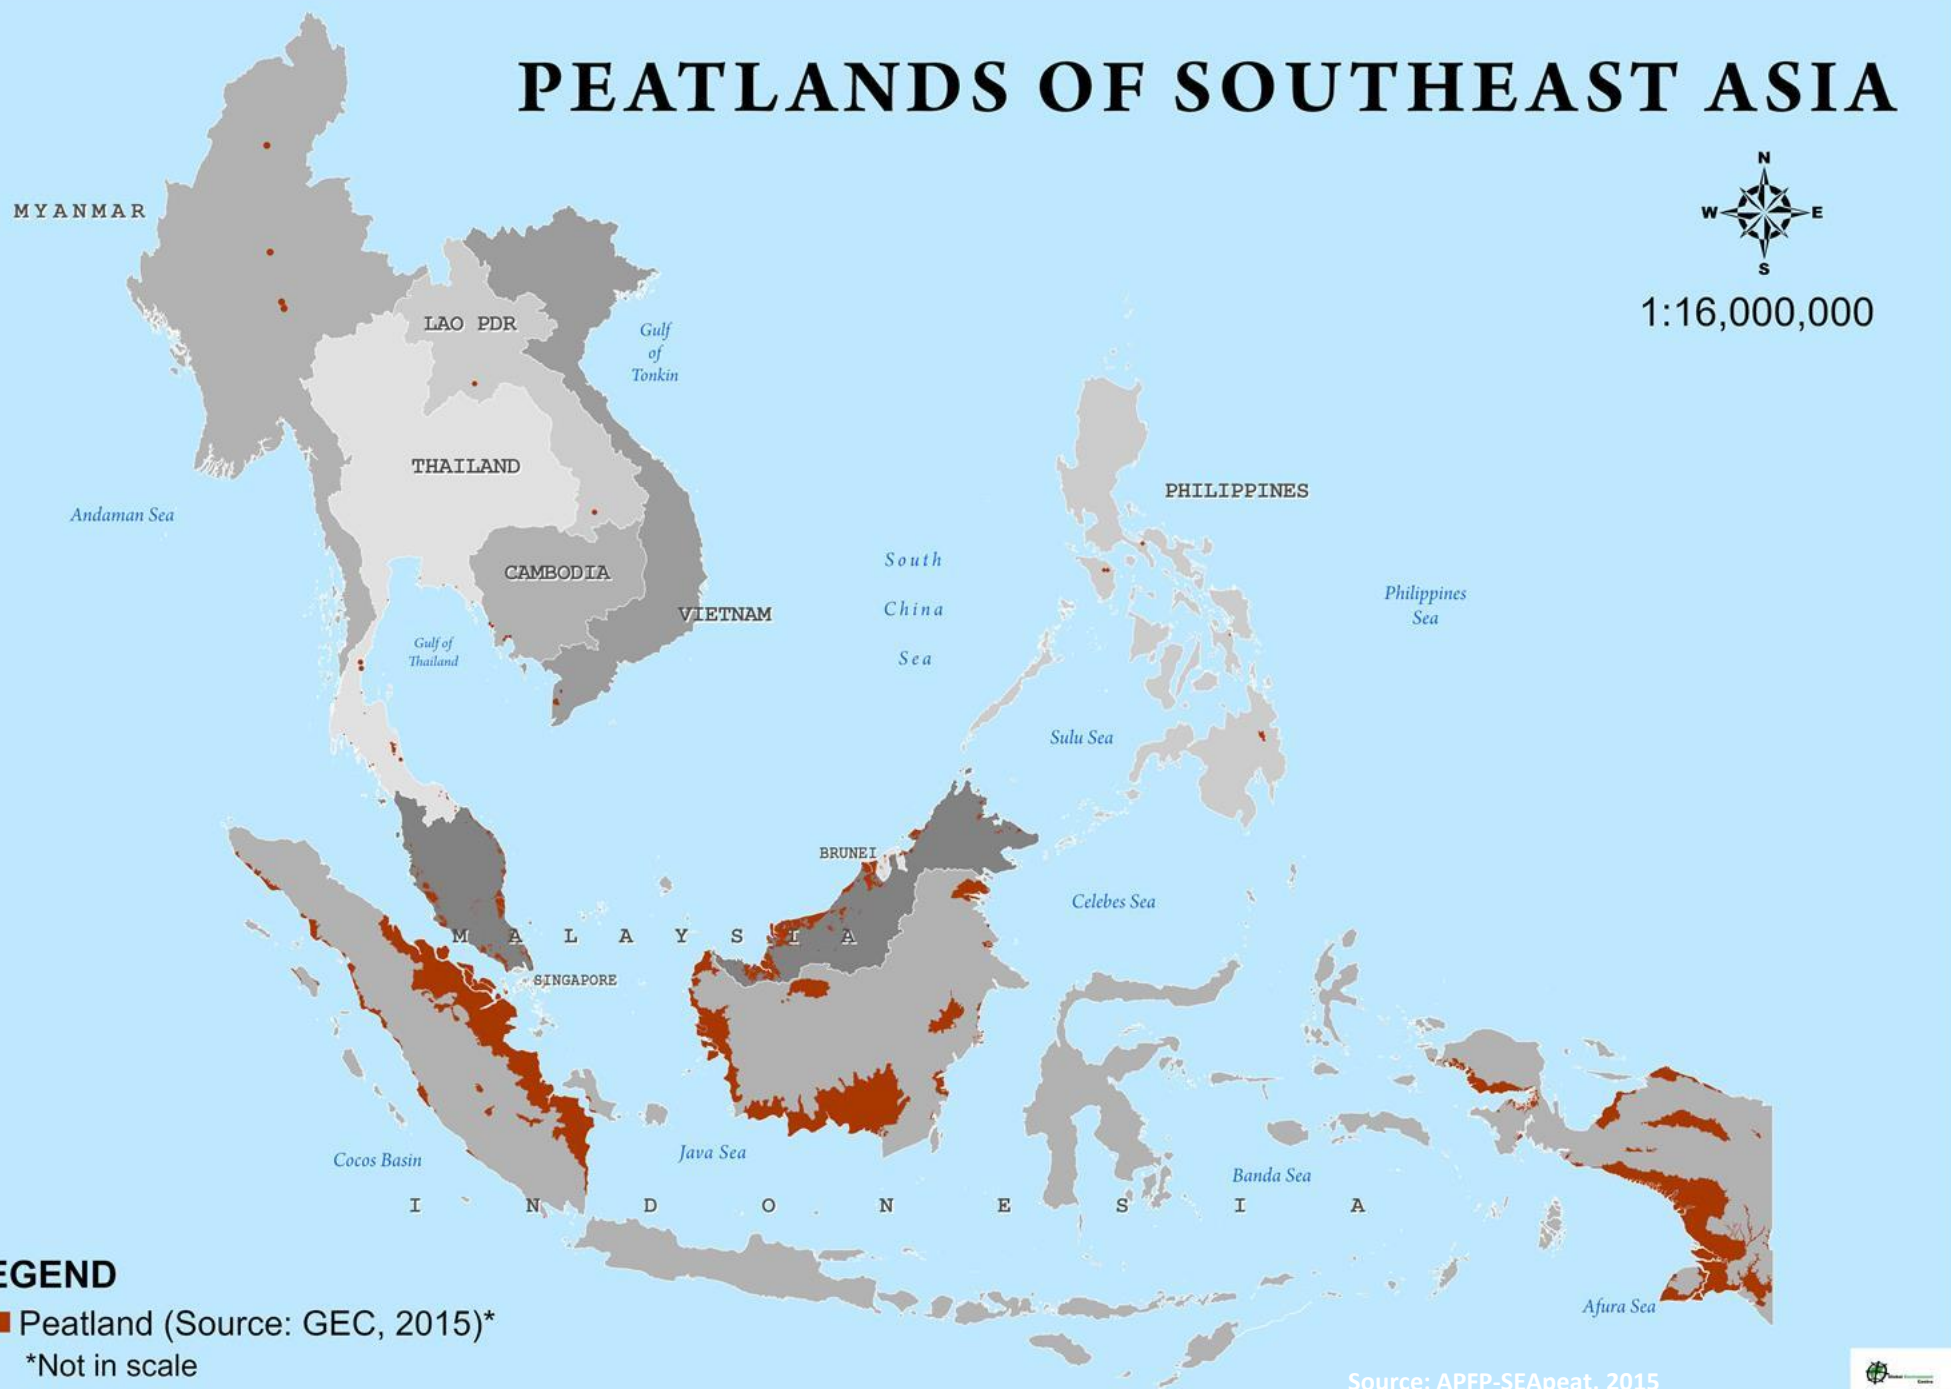 PEATLANDS OF SOUTHEAST ASIA
N
W E
S
1:16,000,000
MYANMAR
LAO PDR
Gulf
of
Tonkin
THAILAND
PHILIPPINES
Andaman Sea
South
China
Sea
CAMBODIA
Philippines
Sea
VIETNAM
Gulf of
Thailand
Sulu Sea
BRUNEI
Celebes Sea
MALAYSIA
SINGAPORE
Cocos Basin
Java Sea
Banda Sea
INDONESIA
Afura Sea
EGEND
Peatland (Source: GEC, 2015)*
*Not in scale
Source: APFP-SEApeat, 2015